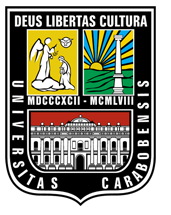 DEUS LIBERTAS CULTURA
MDCCCXCII - MCMLVIII
UNIVERSITAS CARABOBENSIS